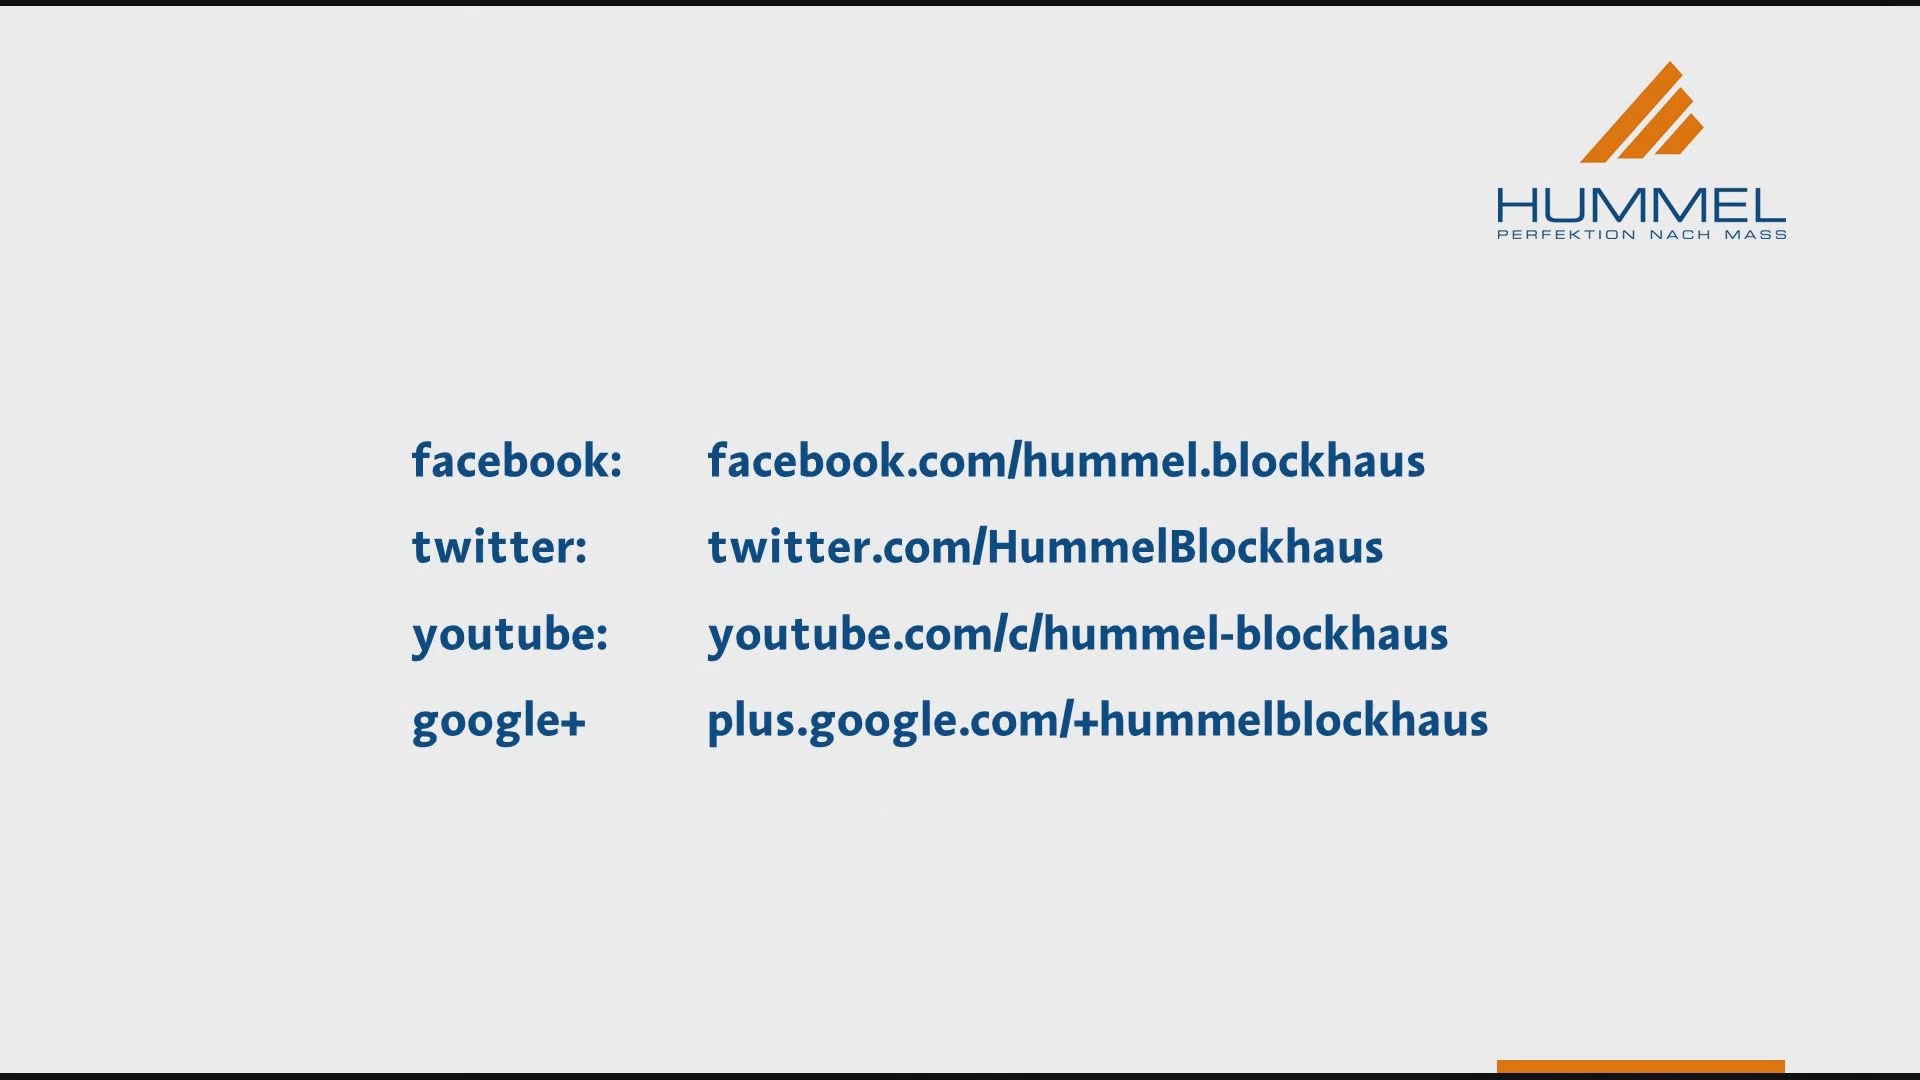 HUMMEL
PERFEKTION NACH MASS
facebook: facebook.com/hummel.blockhaus
twitter: twitter.com/HummelBlockhaus
youtube: youtube.com/c/hummel-blockhaus
google+ plus.google.com/+hummelblockhaus